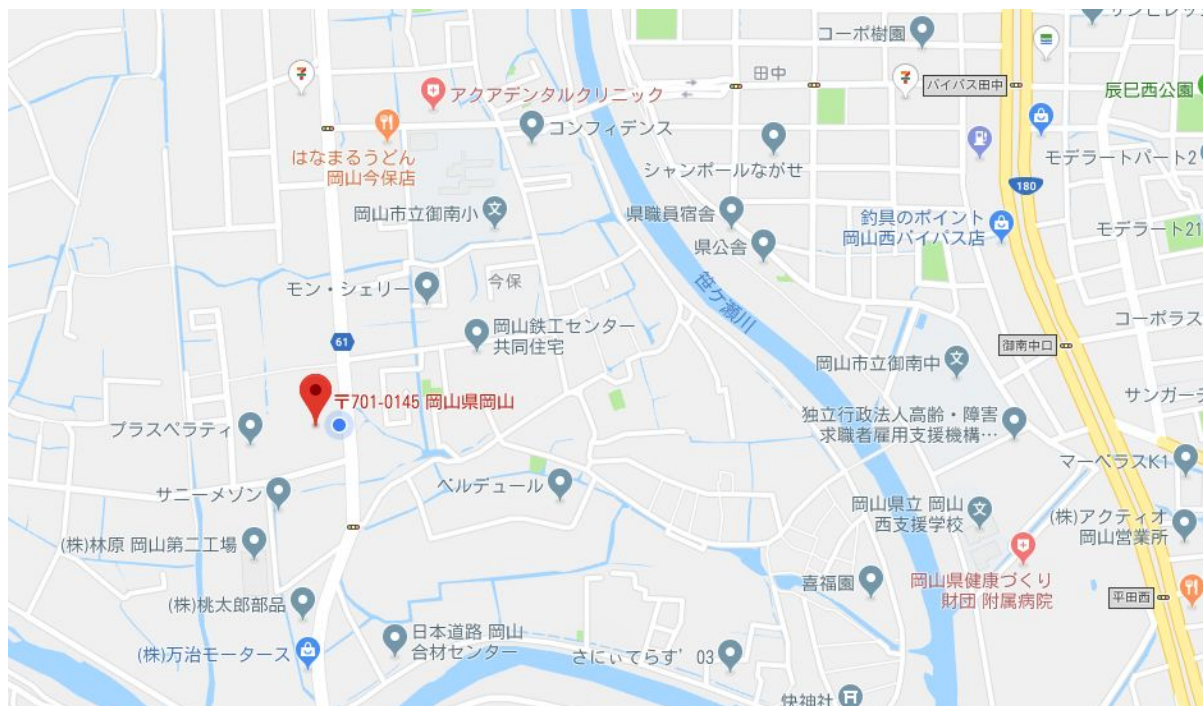 サンビレッジ
コーポ樹園
田中
バイパス田中
辰巳西公園
アクアデンタルクリニック
コンフィデンス
はなまるうどん
岡山今保店
シャンポールながせ
モデラートパート2
180
岡山市立御南小
県職員宿舎
釣具のポイント
岡山西バイパス店
モデラート21
県公舎
モン・シェリー
今保
笹ケ瀬川
コーポラス
岡山鉄工センター
共同住宅
61
岡山市立御南中
御南中口
〒701-0145 岡山県岡山
サンガーデ
プラスペラティ
独立行政法人高齢・障害
求職者雇用支援機構…
マーベラスK1
サニーメゾン
ベルデュール
岡山県立 岡山
西支援学校
(株)アクティオ
岡山営業所
(株)林原 岡山第二工場
喜福園
岡山県健康づくり
財団 附属病院
平田西
(株)桃太郎部品
日本道路 岡山
合材センター
さにぃてらす’03
(株)万治モータース